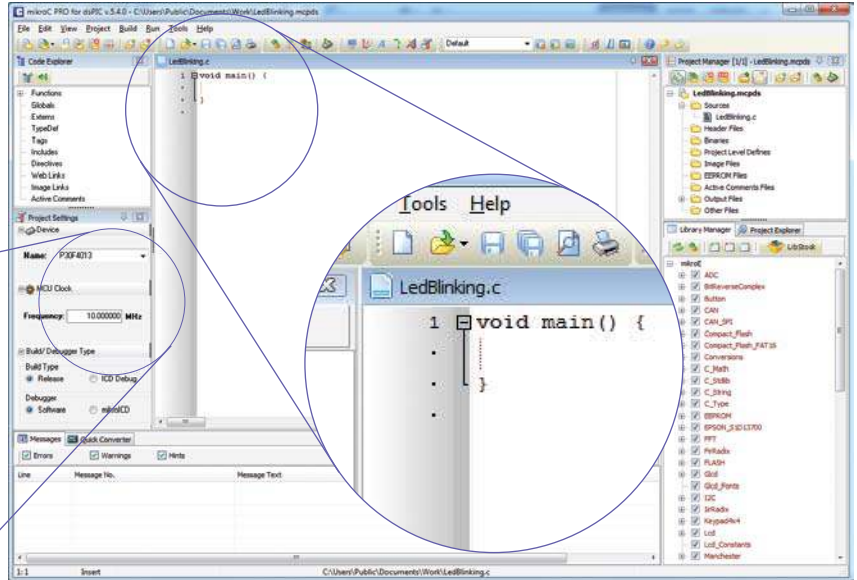 mikroC PRO for dsPIC v.5.4.0 - C:\Users\Public\Documents\Work\LedBlinking.mcpds
File Edit View Project Build Run Tools Help
Default
Code Explorer
Functions
Globals
Externs
TypeDef
Tags
Includes
Directives
Web Links
Image Links
Active Comments
Project Settings
Device
Name: P30F4013
MCU Clock
Frequency: 10.000000 MHz
Build/Debugger Type
Build Type
Release ICD Debug
Debugger
Software mikroICD
LedBlinking.c
1 void main() {
}
Tools Help
LedBlinking.c
1 void main() {
}
Project Manager [1/1] - LedBlinking.mcpds
LedBlinking.mcpds
Sources
LedBlinking.c
Header Files
Binaries
Project Level Defines
Image Files
EEPROM Files
Active Comments Files
Output Files
Other Files
Library Manager Project Explorer
LibStock
mikroE
ADC
BitReverseComplex
Button
CAN
CAN_SPI
Compact_Flash
Compact_Flash_FAT16
Conversions
C_Math
C_Stdlib
C_String
C_Type
EEPROM
EPSON_S1D13700
FFT
FirRadix
FLASH
Glcd
Glcd_Fonts
I2C
IirRadix
Keypad4x4
Lcd
Lcd_Constants
Manchester
Messages Quick Converter
Errors Warnings Hints
Line Message No. Message Text
1:1 Insert C:\Users\Public\Documents\Work\LedBlinking.c